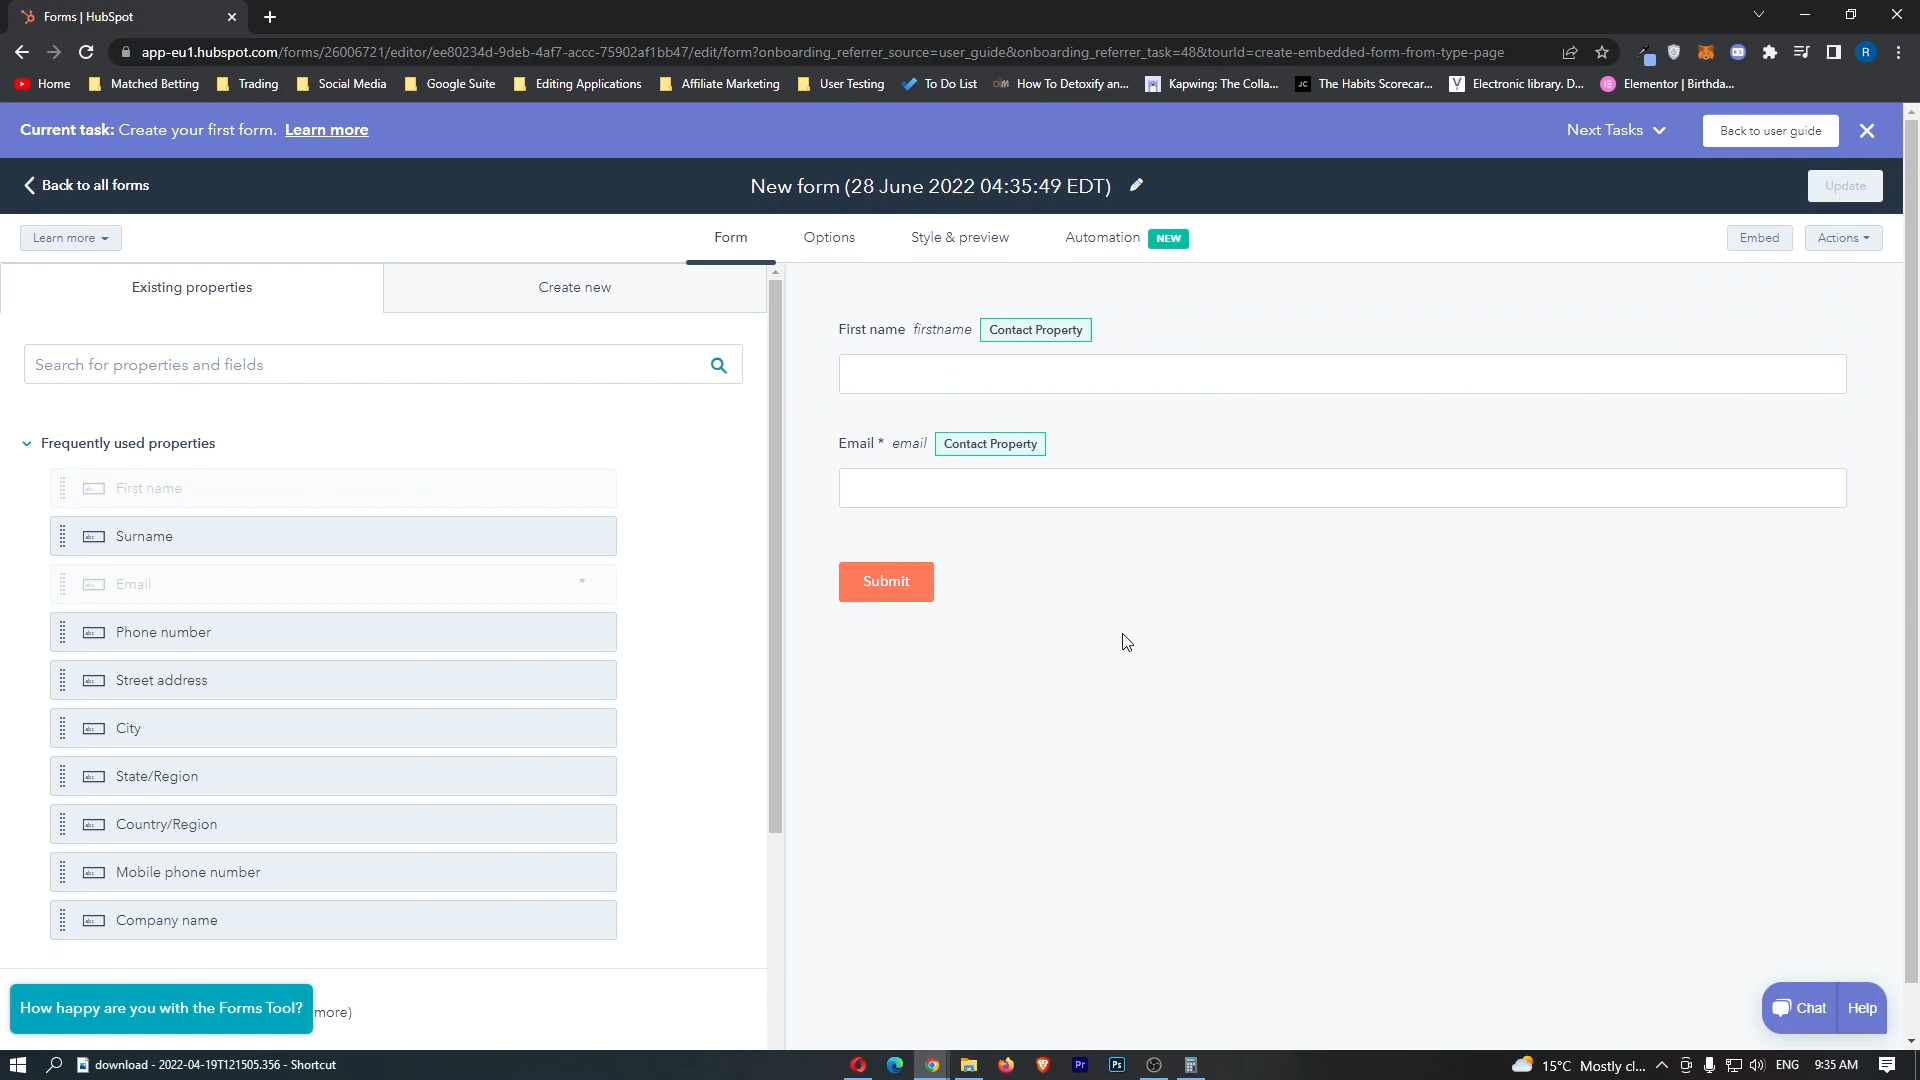 Forms | HubSpot
app-eu1.hubspot.com/forms/26006721/editor/ee80234d-9deb-4af7-accc-75902af1bb47/edit/form?onboarding_referrer_source=user_guide&onboarding_referrer_task=48&tourId=create-embedded-form-from-type-page
R
Home Matched Betting Trading Social Media Google Suite Editing Applications Affiliate Marketing User Testing To Do List How To Detoxify an... Kapwing: The Colla... JC The Habits Scorecar... Electronic library. D... Elementor | Birthda...
Current task: Create your first form. Learn more
Next Tasks
Back to user guide
Back to all forms
New form (28 June 2022 04:35:49 EDT)
Update
Learn more
Form
Options
Style & preview
Automation NEW
Embed
Actions
Existing properties
Create new
Search for properties and fields
Frequently used properties
First name
Surname
Email *
Phone number
Street address
City
State/Region
Country/Region
Mobile phone number
Company name
more)
First name firstname Contact Property
Email * email Contact Property
Submit
How happy are you with the Forms Tool?
Chat
Help
download - 2022-04-19T121505.356 - Shortcut
Pr
Ps
15°C Mostly cl...
ENG
9:35 AM